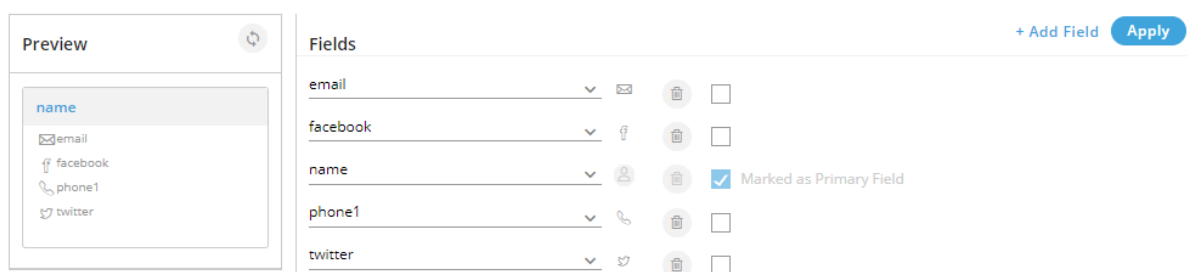 Preview
name
email
facebook
phone1
twitter
Fields
+ Add Field
Apply
email
facebook
name
Marked as Primary Field
phone1
twitter